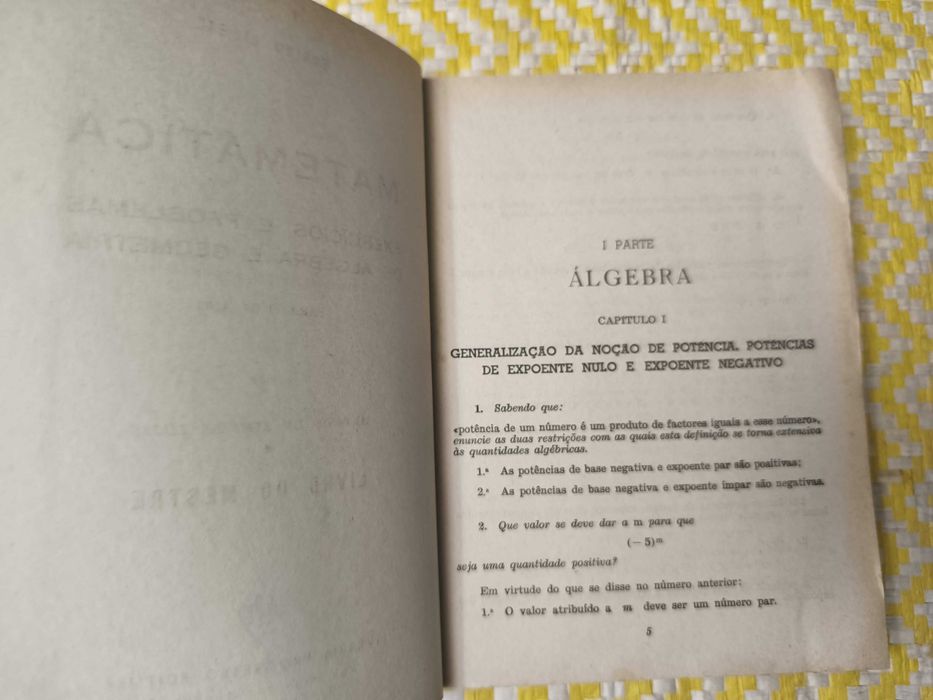 I PARTE
ÁLGEBRA
CAPÍTULO I
GENERALIZAÇÃO DA NOÇÃO DE POTÊNCIA. POTÊNCIAS
DE EXPOENTE NULO E EXPOENTE NEGATIVO
1. Sabendo que:
«potência de um número é um produto de factores iguais a esse número»,
enuncie as duas restrições com as quais esta definição se torna extensiva
às quantidades algébricas.
1.ª As potências de base negativa e expoente par são positivas;
2.ª As potências de base negativa e expoente ímpar são negativas.
2. Que valor se deve dar a m para que
(− 5)ᵐ
seja uma quantidade positiva?
Em virtude do que se disse no número anterior:
1.º O valor atribuído a m deve ser um número par.
5